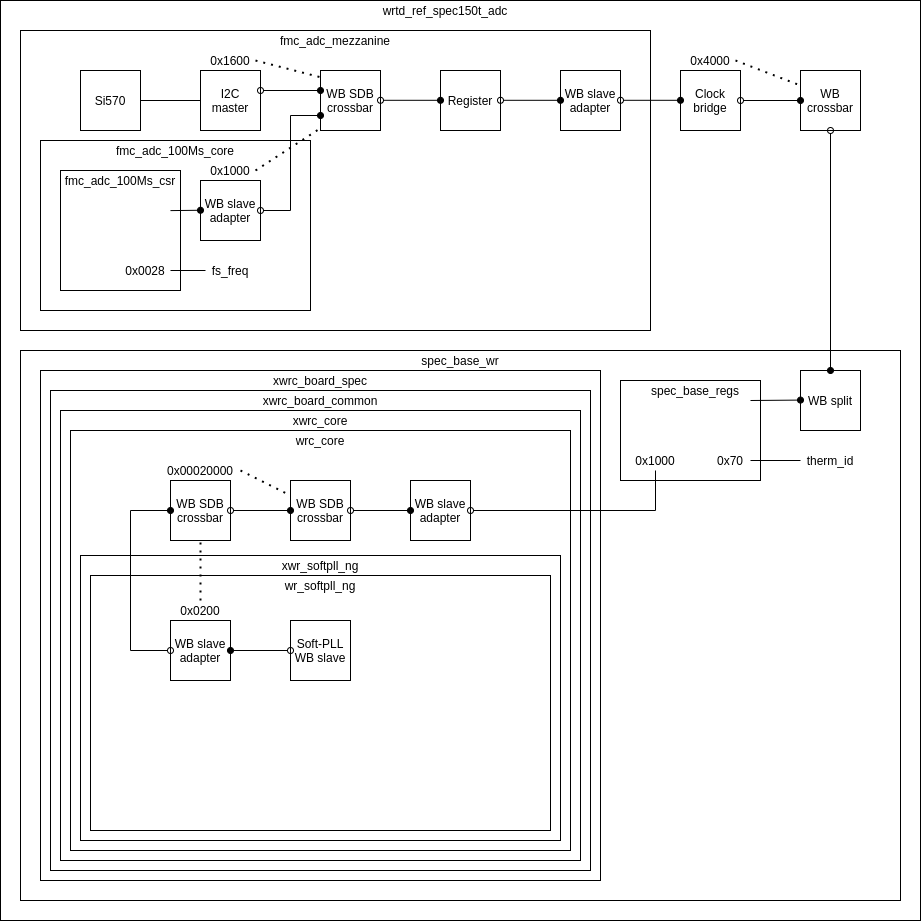 wrtd_ref_spec150t_adc
fmc_adc_mezzanine
0x1600
0x4000
Si570
I2C
master
WB SDB
crossbar
Register
WB slave
adapter
Clock
bridge
WB
crossbar
fmc_adc_100Ms_core
0x1000
fmc_adc_100Ms_csr
WB slave
adapter
0x0028
fs_freq
spec_base_wr
xwrc_board_spec
xwrc_board_common
xwrc_core
wrc_core
spec_base_regs
WB split
0x1000
0x70
therm_id
0x00020000
WB SDB
crossbar
WB SDB
crossbar
WB slave
adapter
xwr_softpll_ng
wr_softpll_ng
0x0200
WB slave
adapter
Soft-PLL
WB slave